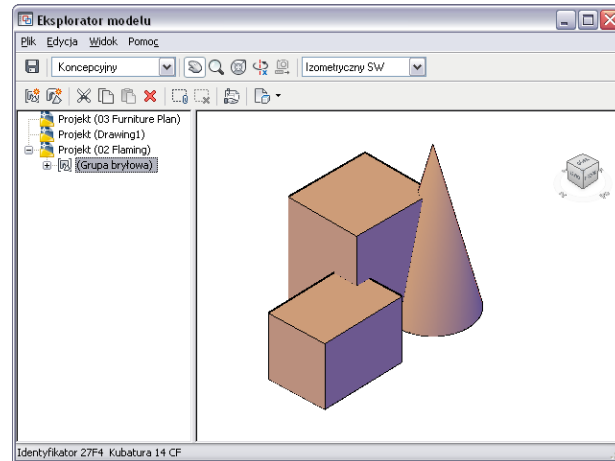 Eksplorator modelu
Plik Edycja Widok Pomoc
Koncepcyjny Izometryczny SW
Projekt (03 Furniture Plan)
Projekt (Drawing1)
Projekt (02 Flaming)
(Grupa bryłowa)
Identyfikator 27F4 Kubatura 14 CF